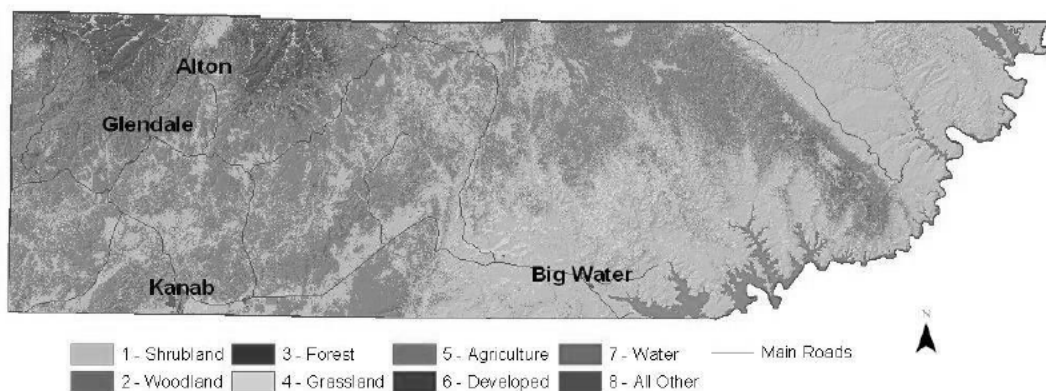 Alton
Glendale
Kanab
Big Water
N
1 - Shrubland 3 - Forest 5 - Agriculture 7 - Water Main Roads
2 - Woodland 4 - Grassland 6 - Developed 8 - All Other